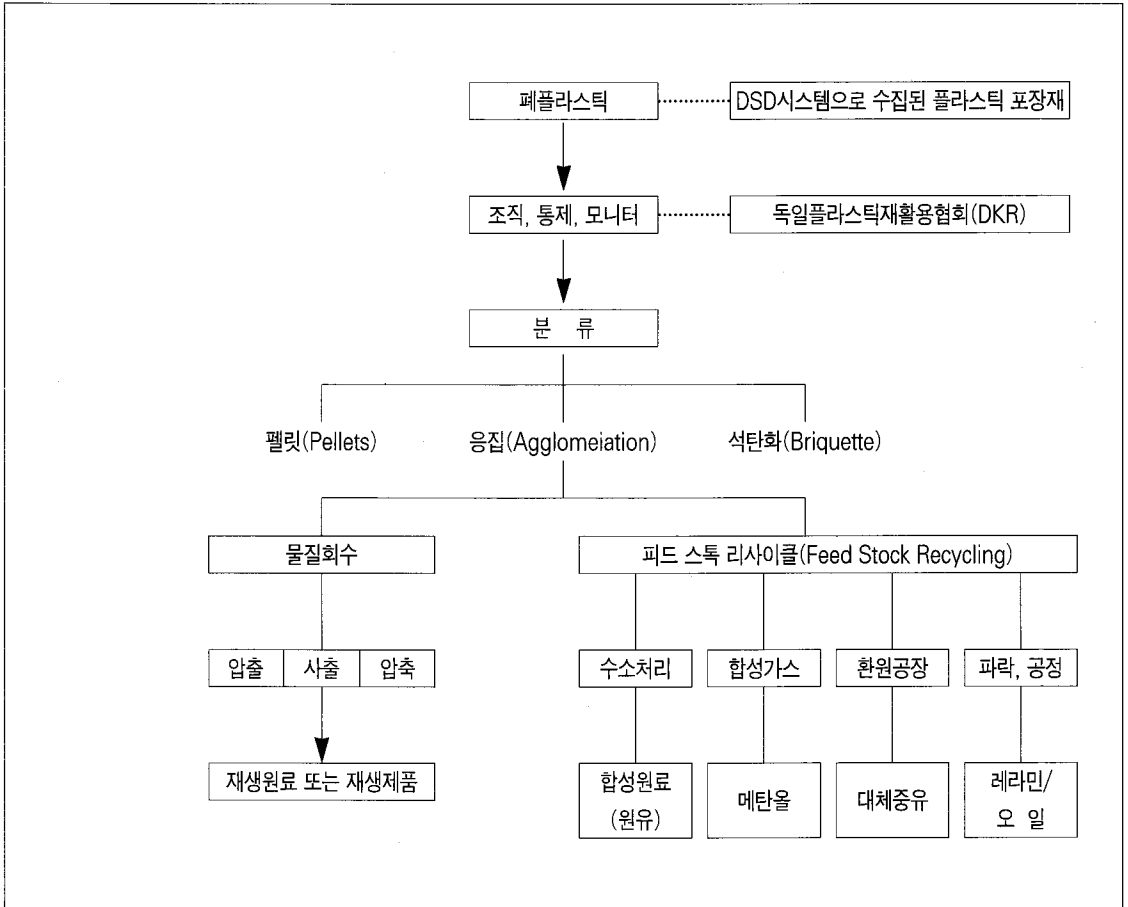 폐플라스틱 DSD시스템으로 수집된 플라스틱 포장재
조직, 통제, 모니터 독일플라스틱재활용협회(DKR)
분 류
펠릿(Pellets) 응집(Agglomeiation) 석탄화(Briquette)
물질회수 피드 스톡 리사이클(Feed Stock Recycling)
압출 사출 압축 수소처리 합성가스 환원공장 파락, 공정
재생원료 또는 재생제품
합성원료
(원유)
메탄올
대체중유
레라민/
오 일